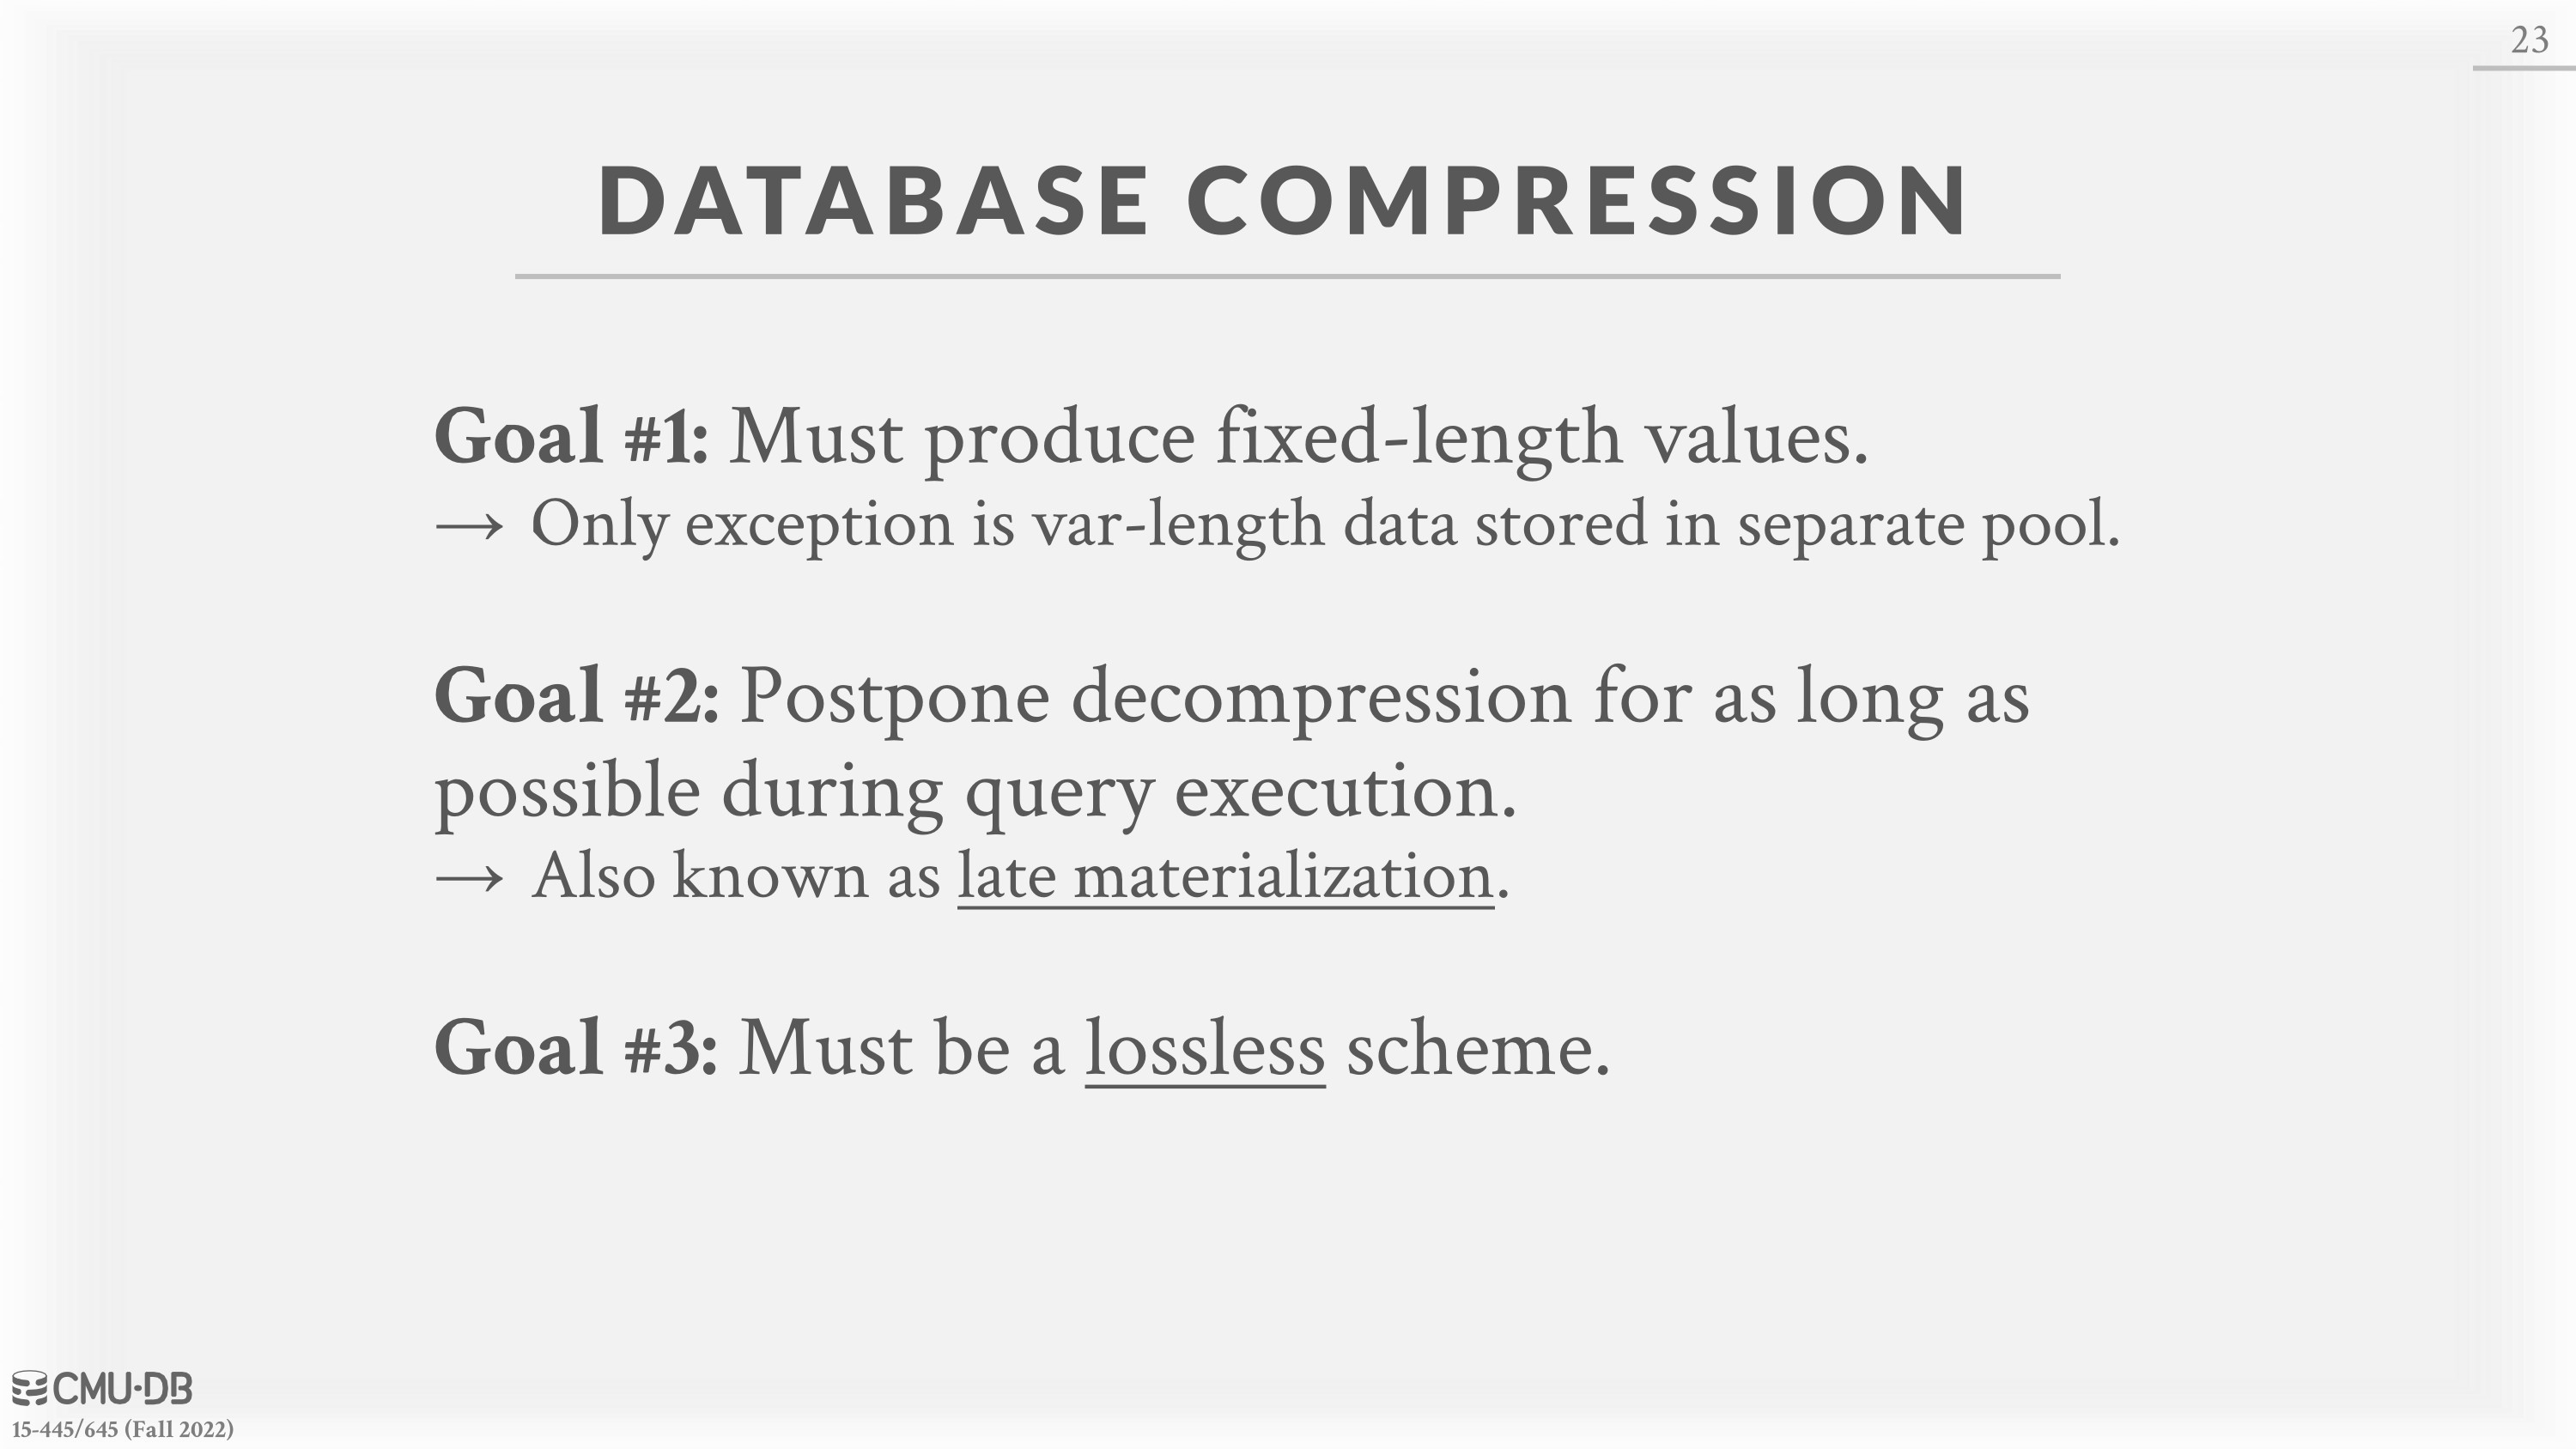 23
DATABASE COMPRESSION
Goal #1: Must produce fixed-length values.
→ Only exception is var-length data stored in separate pool.
Goal #2: Postpone decompression for as long as
possible during query execution.
→ Also known as late materialization.
Goal #3: Must be a lossless scheme.
CMU·DB
15-445/645 (Fall 2022)